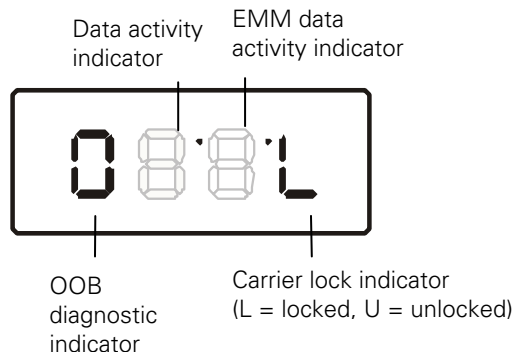 Data activity
indicator
EMM data
activity indicator
0 L
OOB
diagnostic
indicator
Carrier lock indicator
(L = locked, U = unlocked)